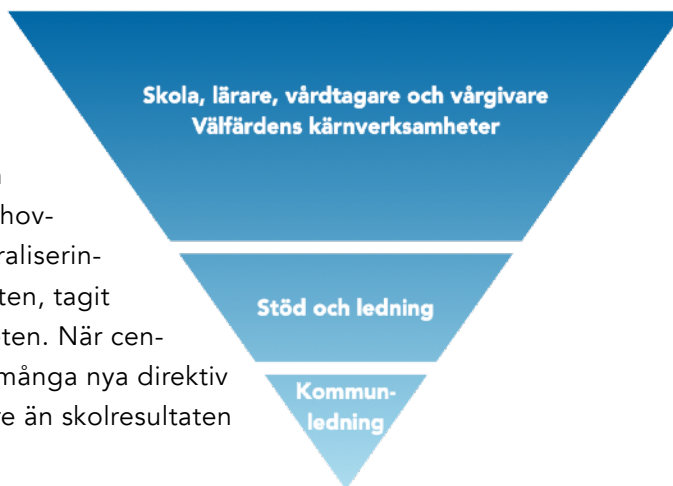 Skola, lärare, vårdtagare och vårgivare
Välfärdens kärnverksamheter
hov-
raliserin-
ten, tagit
ten. När cen-
många nya direktiv
re än skolresultaten
Stöd och ledning
Kommun-
ledning